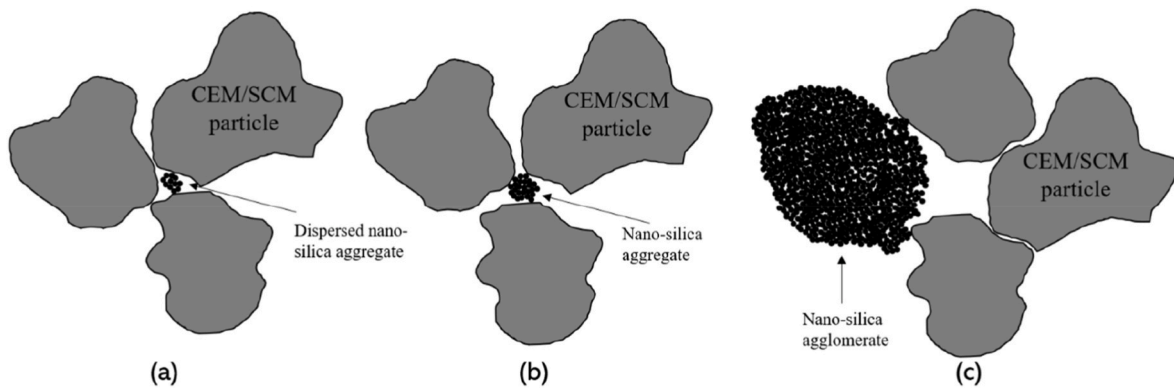 CEM/SCM
particle
Dispersed nano-
silica aggregate
(a)
CEM/SCM
particle
Nano-silica
aggregate
(b)
CEM/SCM
particle
Nano-silica
agglomerate
(c)